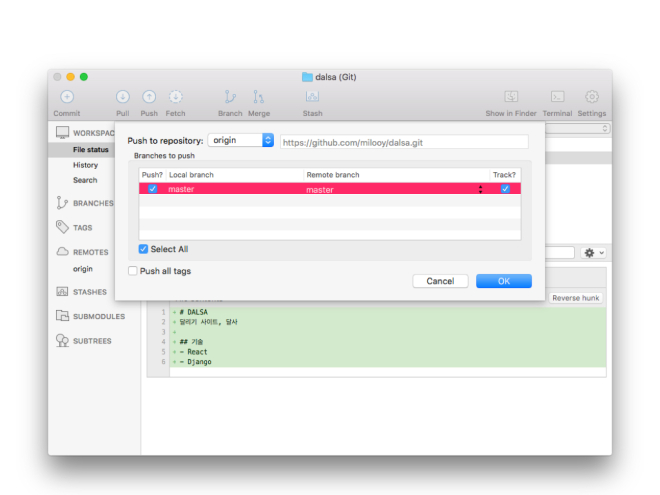 dalsa (Git)
Commit Pull Push Fetch Branch Merge Stash Show in Finder Terminal Settings
WORKSPAC
File status
History
Search
BRANCHES
TAGS
REMOTES
origin
STASHES
SUBMODULES
SUBTREES
Push to repository: origin https://github.com/milooy/dalsa.git
Branches to push
Push? Local branch Remote branch Track?
master master
Select All
Push all tags
Cancel OK
Reverse hunk
1 + # DALSA
2 + 달리기 사이트, 달사
3 +
4 + ## 기술
5 + - React
6 + - Django